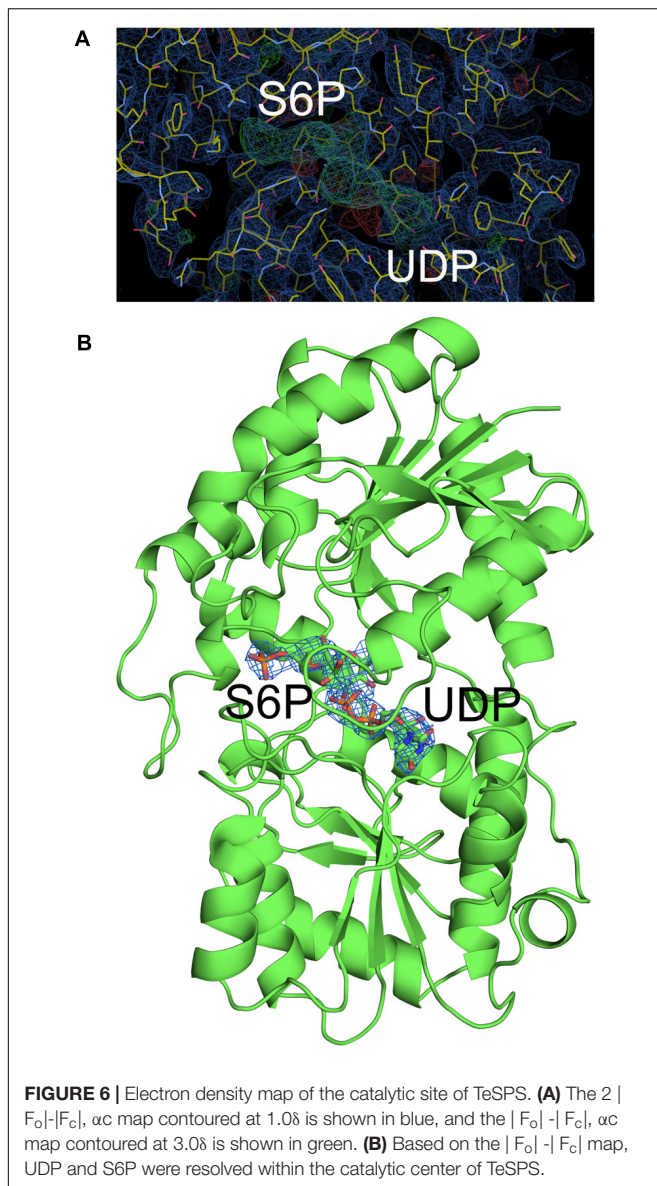 A
S6P
UDP
B
S6P
UDP
FIGURE 6 | Electron density map of the catalytic site of TeSPS. (A) The 2 |
Fo|-|Fc|, αc map contoured at 1.0δ is shown in blue, and the | Fo| -| Fc|, αc
map contoured at 3.0δ is shown in green. (B) Based on the | Fo| -| Fc| map,
UDP and S6P were resolved within the catalytic center of TeSPS.